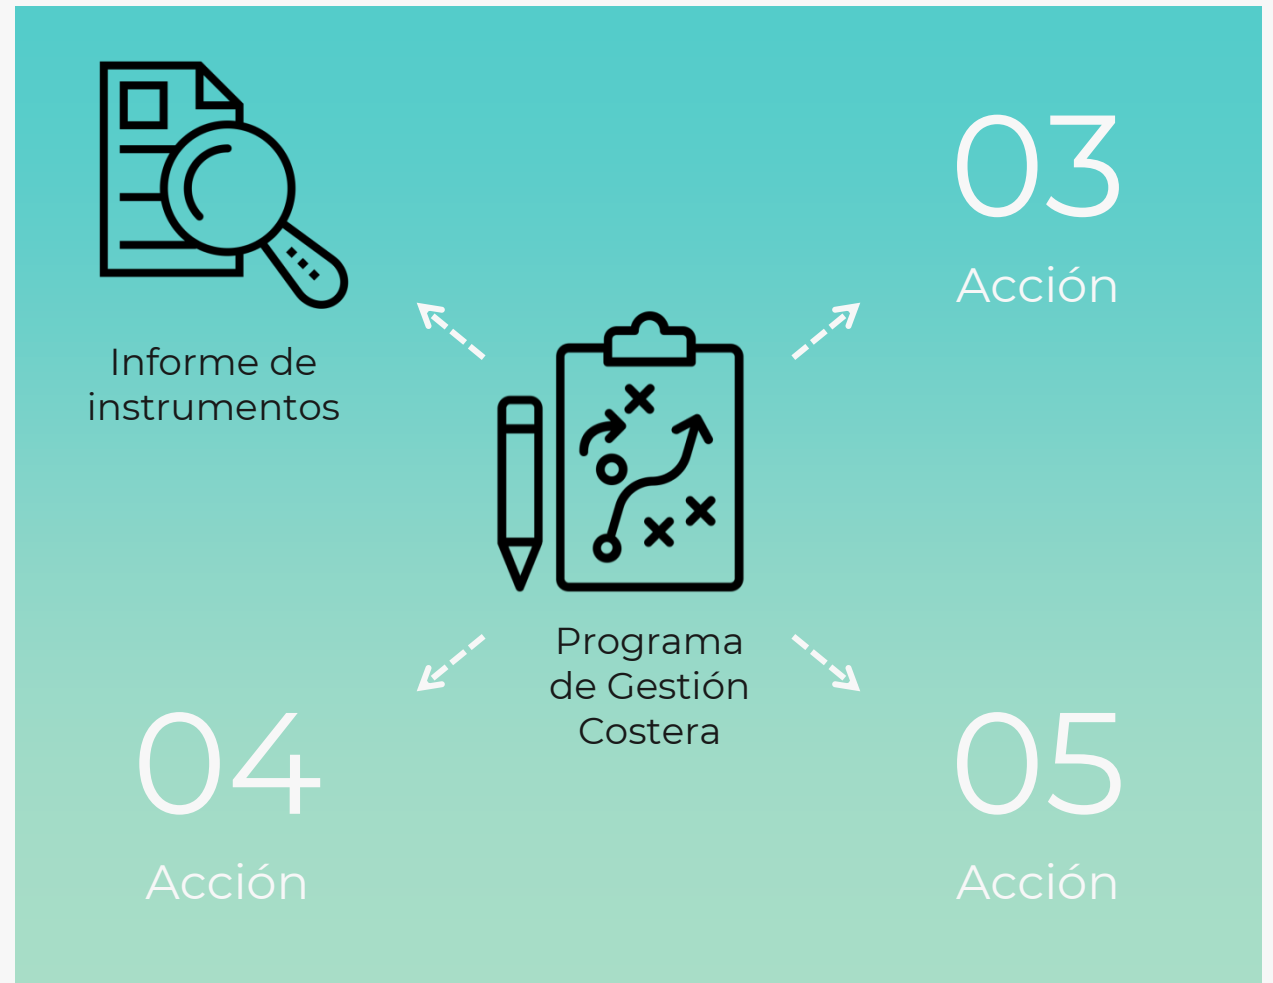 Informe de
instrumentos
03
Acción
Programa
de Gestión
Costera
04
Acción
05
Acción